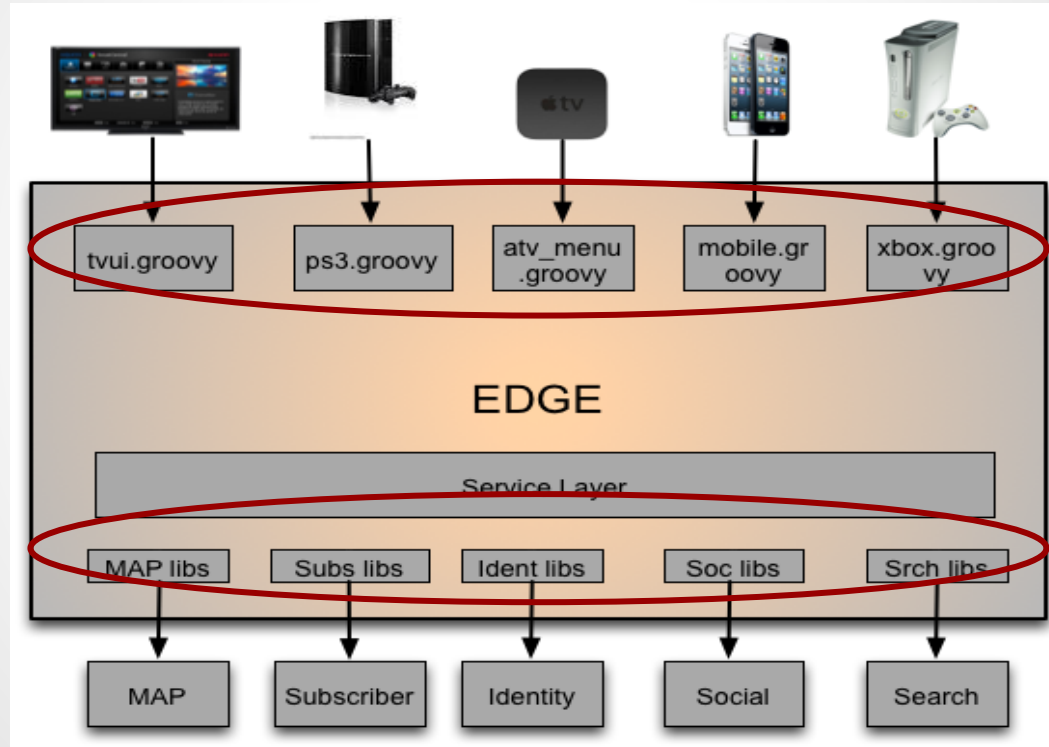 tv
tvui.groovy
ps3.groovy
atv_menu
.groovy
mobile.gr
oovy
xbox.groo
vy
EDGE
Service Layer
MAP libs
Subs libs
Ident libs
Soc libs
Srch libs
MAP
Subscriber
Identity
Social
Search